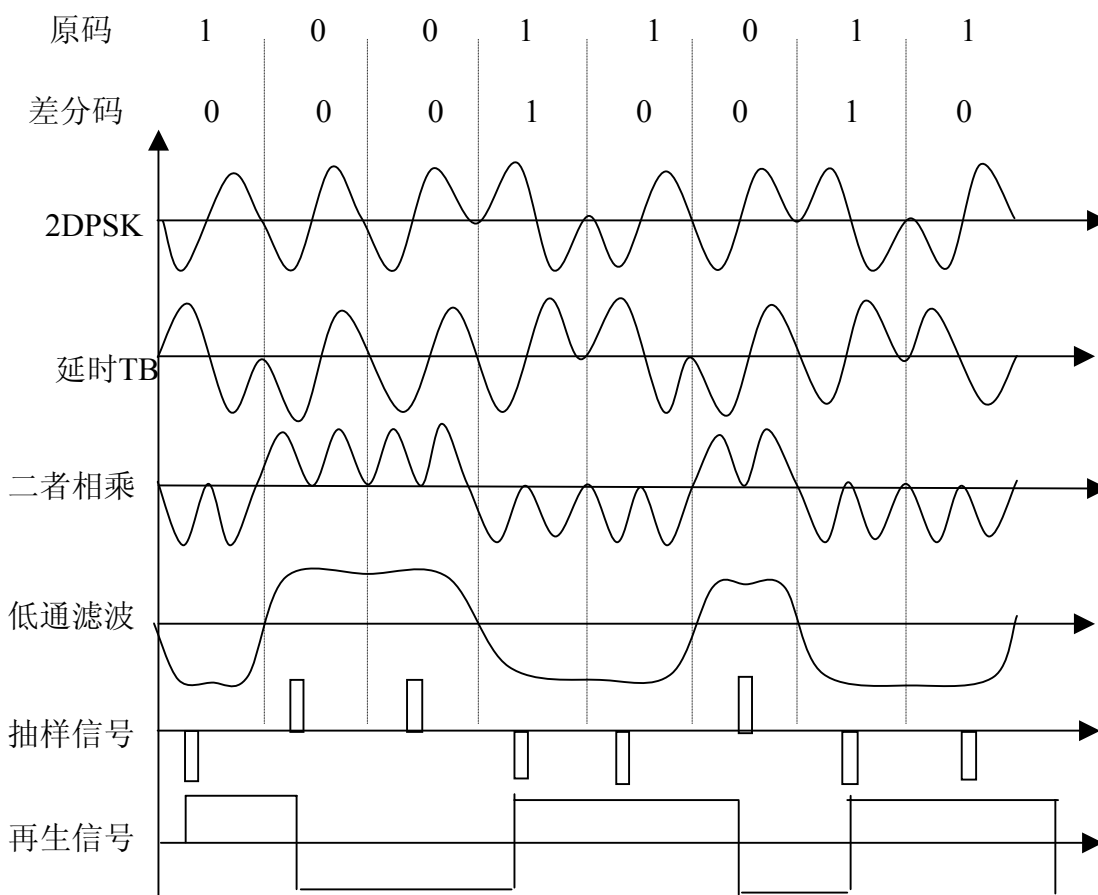 原码 1 0 0 1 1 0 1 1
差分码 0 0 0 1 0 0 1 0
2DPSK
延时TB
二者相乘
低通滤波
抽样信号
再生信号